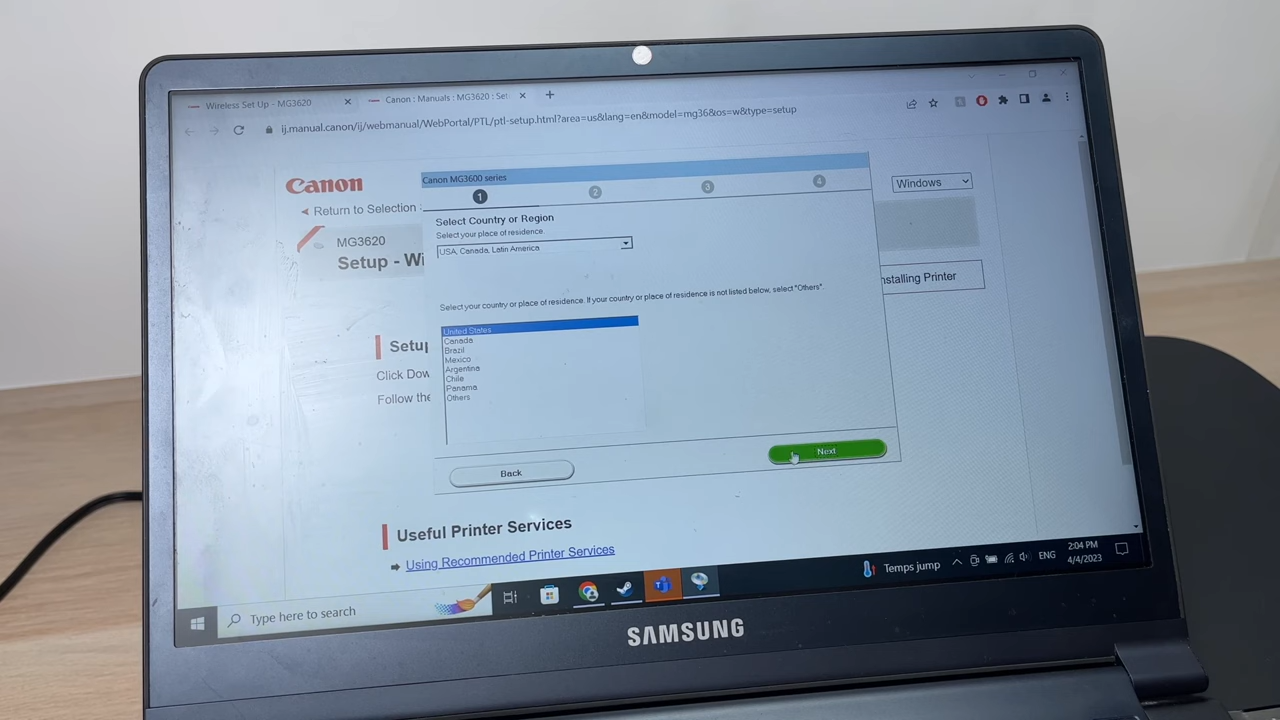 Wireless Set Up - MG3620
Canon : Manuals : MG3620 : Set
ij.manual.canon/ij/webmanual/WebPortal/PTL/ptl-setup.html?area=us&lang=en&model=mg36&os=w&type=setup
Canon
Return to Selection
Windows
MG3620
Setup - Wi
nstalling Printer
Setu
Click Dow
Follow the
Canon MG3600 series
1 2 3 4
Select Country or Region
Select your place of residence.
USA, Canada, Latin America
Select your country or place of residence. If your country or place of residence is not listed below, select "Others".
United States
Canada
Brazil
Mexico
Argentina
Chile
Panama
Others
Back
Next
Useful Printer Services
Using Recommended Printer Services
Type here to search
Temps jump
ENG
2:04 PM
4/4/2023
SAMSUNG